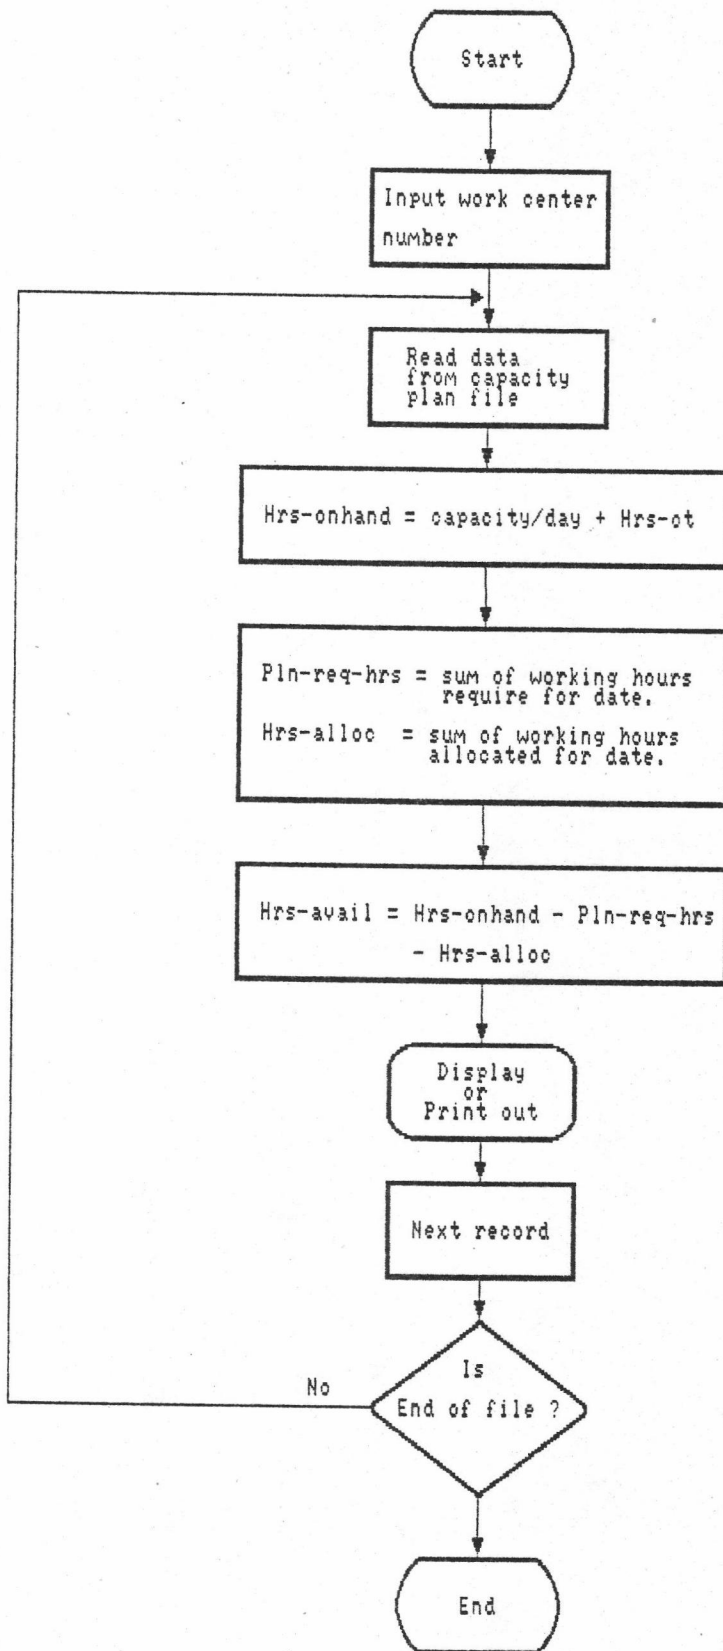 Start
Input work center
number
Read data
from capacity
plan file
Hrs-onhand = capacity/day + Hrs-ot
Pln-req-hrs = sum of working hours
require for date.
Hrs-alloc = sum of working hours
allocated for date.
Hrs-avail = Hrs-onhand - Pln-req-hrs
- Hrs-alloc
Display
or
Print out
Next record
Is
End of file ?
No
End